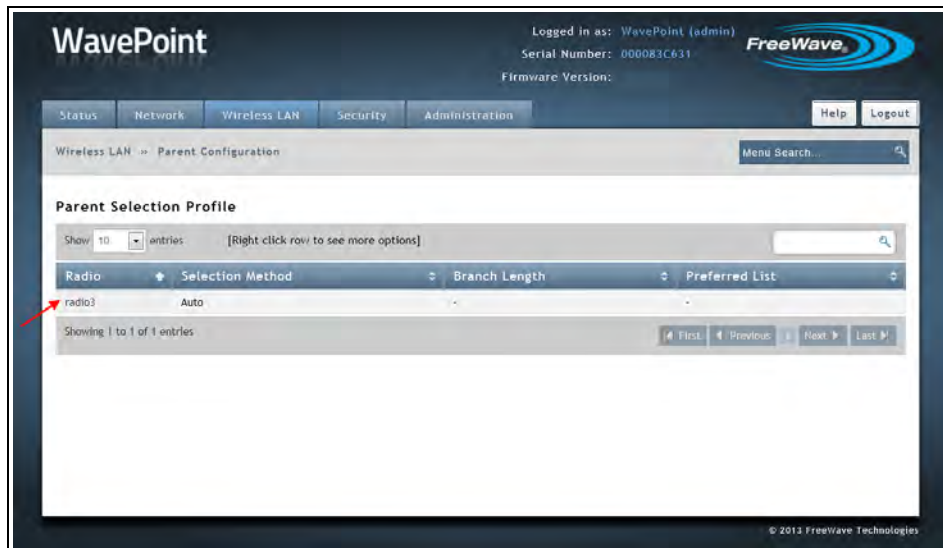 WavePoint
Logged in as: WavePoint (admin)
Serial Number: 000083C631
Firmware Version:
FreeWave®
Status Network Wireless LAN Security Administration Help Logout
Wireless LAN » Parent Configuration Menu Search...
Parent Selection Profile
Show 10 entries [Right click row to see more options]
Radio Selection Method Branch Length Preferred List
radio3 Auto - -
Showing 1 to 1 of 1 entries First Previous 1 Next Last
© 2013 FreeWave Technologies